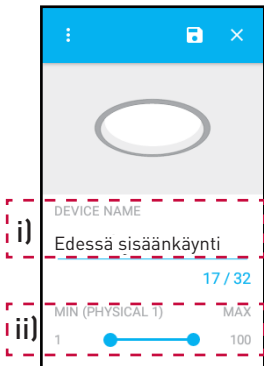 i)
DEVICE NAME
Edessä sisäänkäynti
17 / 32
ii)
MIN (PHYSICAL 1) MAX
1 100